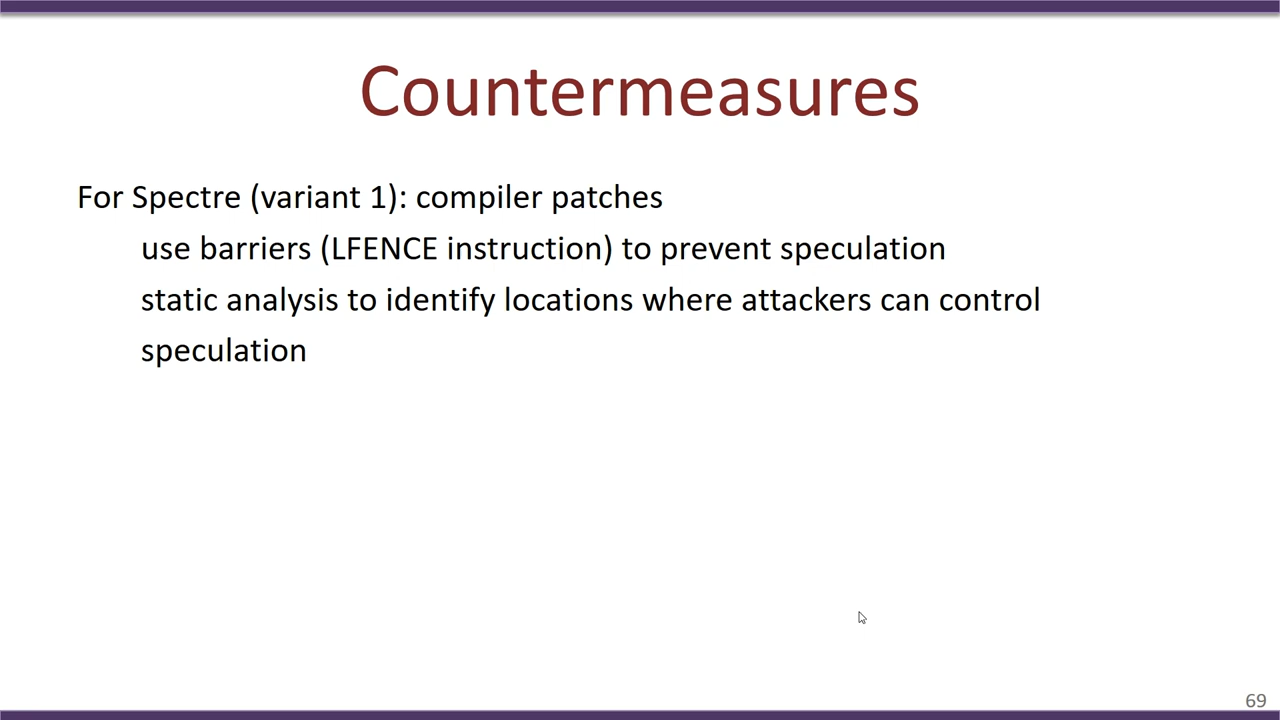 Countermeasures
For Spectre (variant 1): compiler patches
use barriers (LFENCE instruction) to prevent speculation
static analysis to identify locations where attackers can control
speculation
69